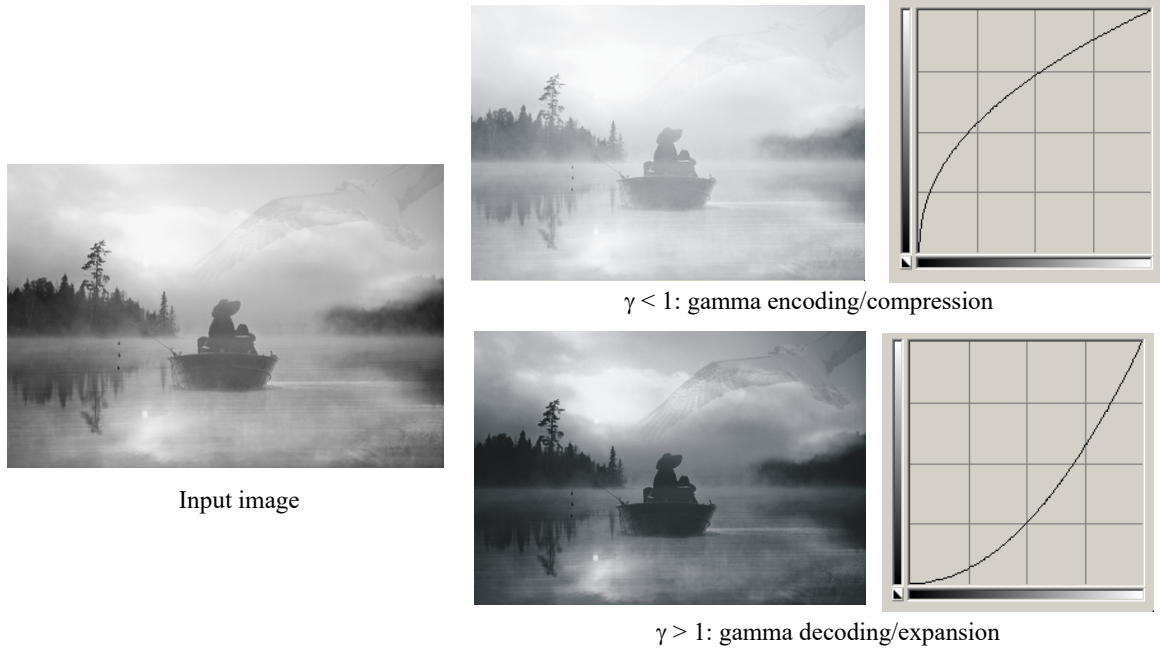 γ < 1: gamma encoding/compression
Input image
γ > 1: gamma decoding/expansion